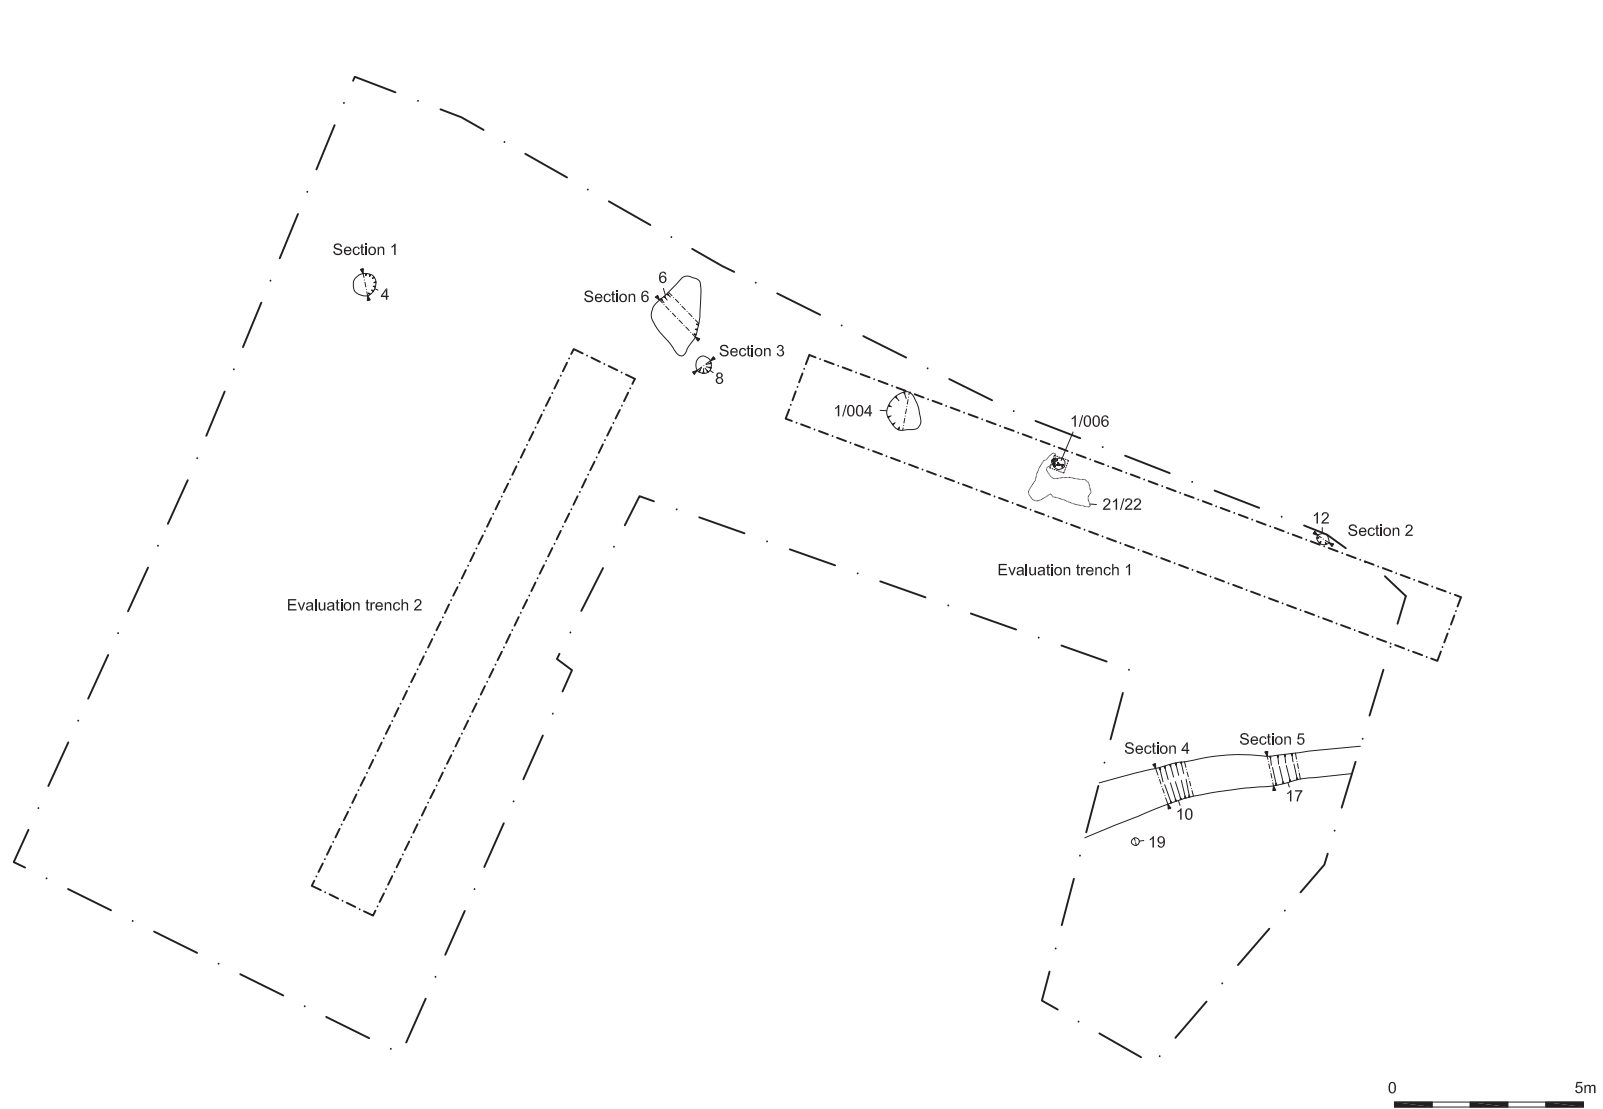 Section 1
4
6
Section 6
Section 3
8
1/004
1/006
21/22
12
Section 2
Evaluation trench 1
Evaluation trench 2
Section 4
Section 5
10
17
19
0 5m